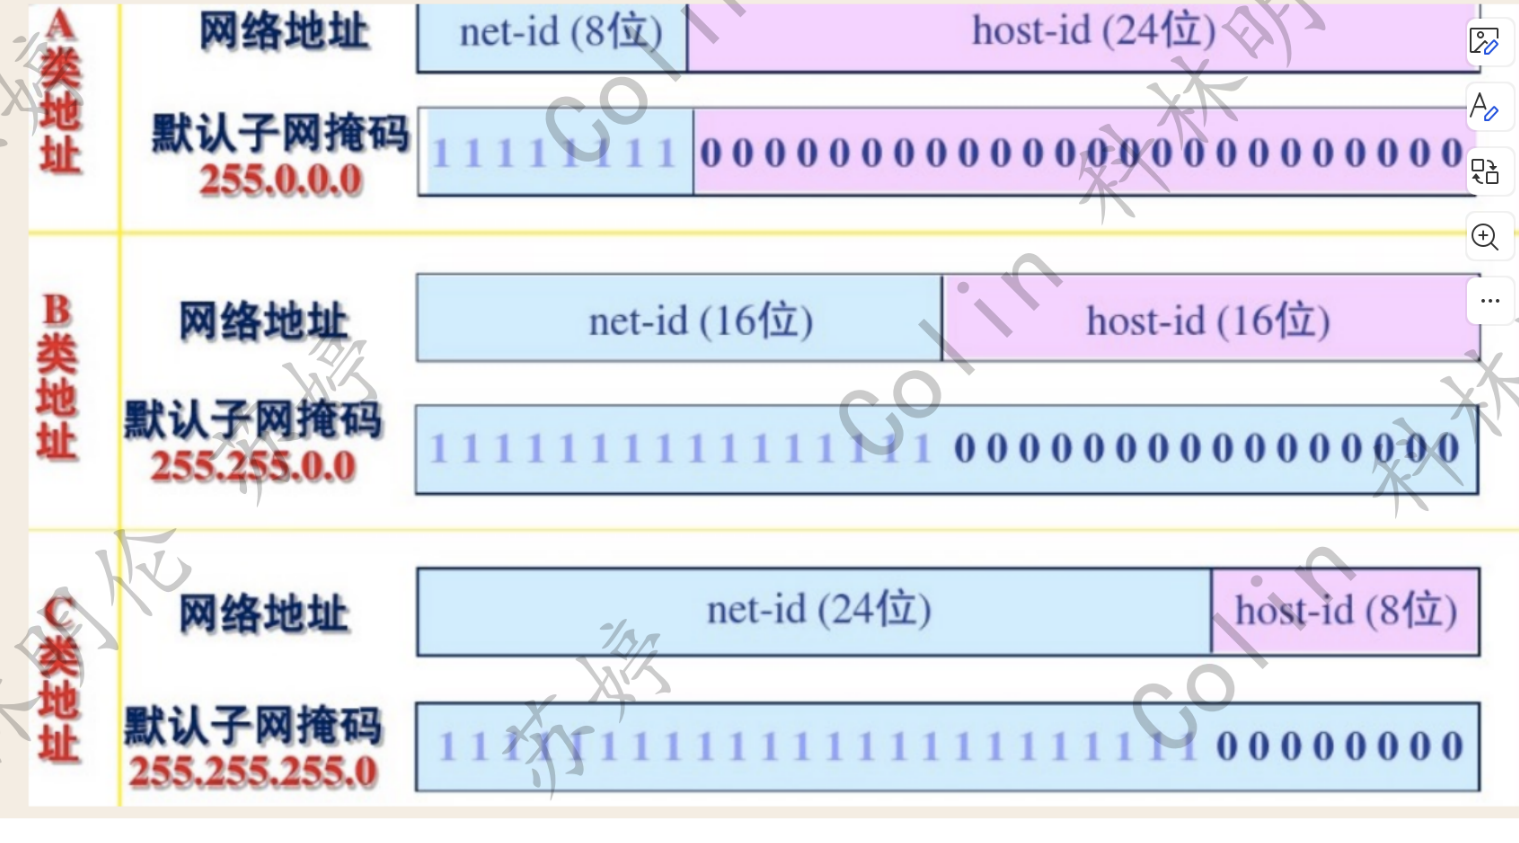 A类地址
网络地址
net-id (8位)
host-id (24位)
默认子网掩码
255.0.0.0
1 1 1 1 1 1 1 1 0 0 0 0 0 0 0 0 0 0 0 0 0 0 0 0 0 0 0 0 0 0 0 0
B类地址
网络地址
net-id (16位)
host-id (16位)
默认子网掩码
255.255.0.0
1 1 1 1 1 1 1 1 1 1 1 1 1 1 1 1 0 0 0 0 0 0 0 0 0 0 0 0 0 0 0 0
C类地址
网络地址
net-id (24位)
host-id (8位)
默认子网掩码
255.255.255.0
1 1 1 1 1 1 1 1 1 1 1 1 1 1 1 1 1 1 1 1 1 1 1 1 0 0 0 0 0 0 0 0
Colin
科林明
苏婷
Colin
科林
明伦
苏婷
Colin